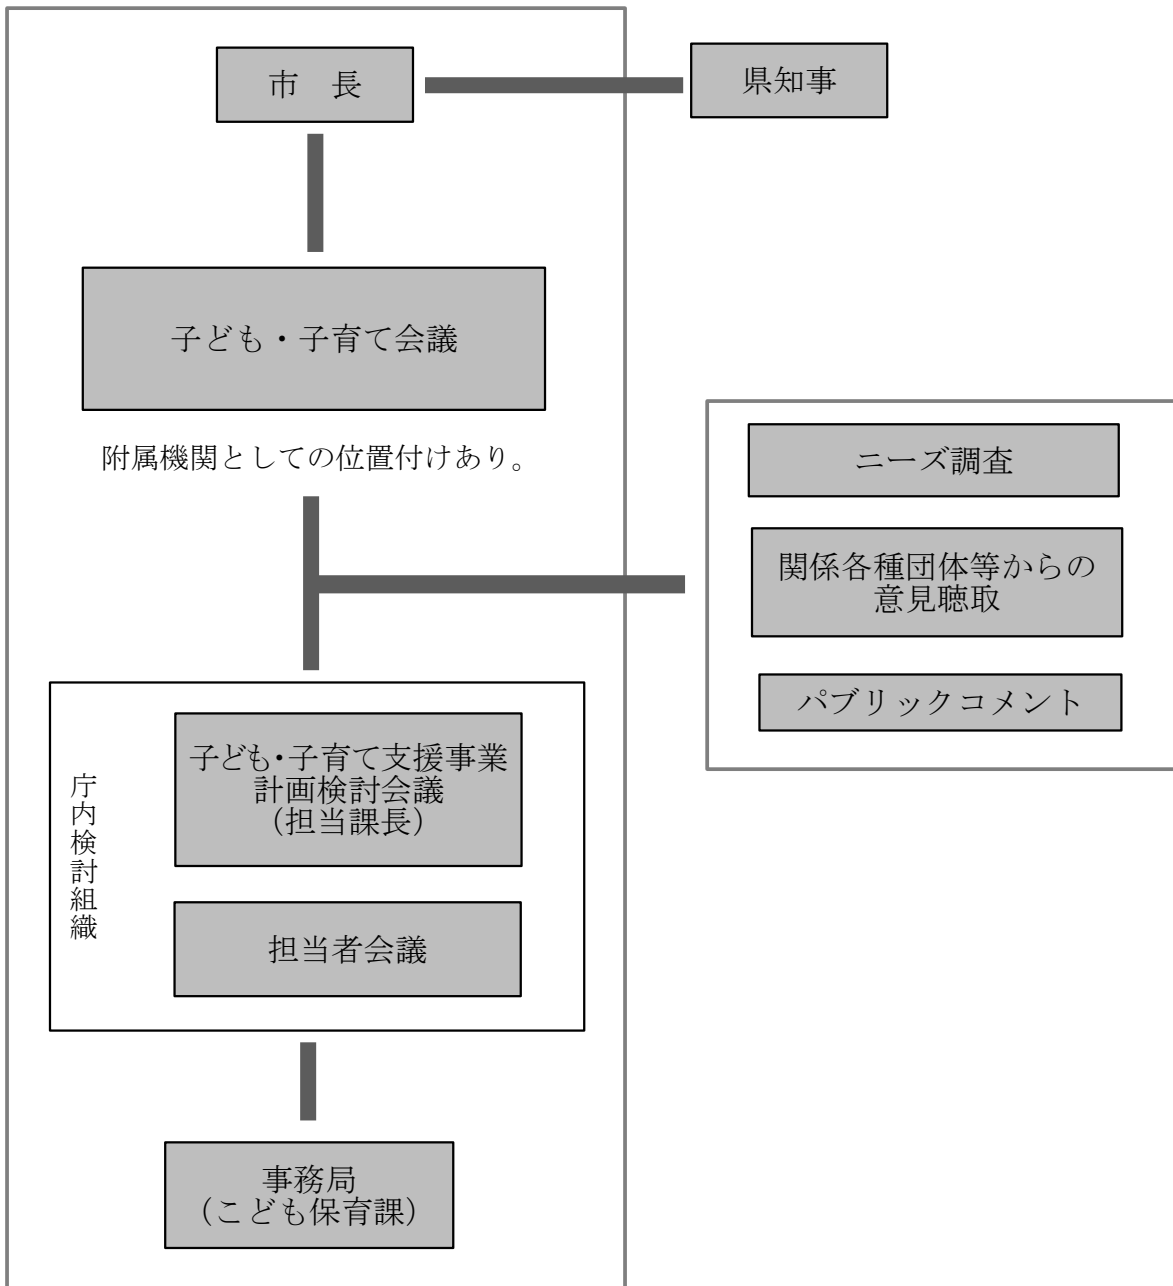 市　長
県知事
子ども・子育て会議
附属機関としての位置付けあり。
ニーズ調査
関係各種団体等からの
意見聴取
パブリックコメント
庁内検討組織
子ども・子育て支援事業
計画検討会議
（担当課長）
担当者会議
事務局
（こども保育課）